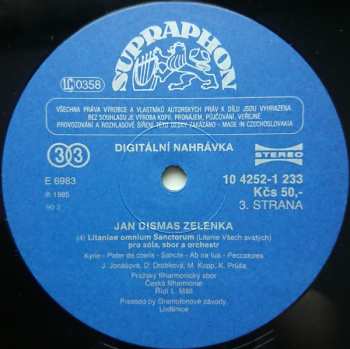 SUPRAPHON
1C 0358
VŠECHNA PRÁVA VÝROBCE A VLASTNÍKŮ AUTORSKÝCH PRÁV K DÍLU JSOU VYHRAZENA.
BEZ SOUHLASU JE VÝROBA KOPIÍ, PRONÁJEM, PŮJČOVÁNÍ, VEŘEJNÉ
PROVOZOVÁNÍ A ROZHLASOVÉ ŠÍŘENÍ TÉTO DESKY ZAKÁZÁNO - MADE IN CZECHOSLOVAKIA
DIGITÁLNÍ NAHRÁVKA
33
STEREO
E 6983
10 4252-1 233
℗ 1985
Kčs 50,-
3. STRANA
JAN DISMAS ZELENKA
(4) Litaniae omnium Sanctorum (Litanie Všech svatých)
pro sóla, sbor a orchestr
Kyrie - Pater de coelis - Sancte - Ab ira tua - Peccatores
J. Jonášová, D. Drobková, M. Kopp, K. Průša,
Pražský filharmonický sbor
Česká filharmonie
Řídí L. Mátl
Pressed by Gramofonové závody,
Loděnice